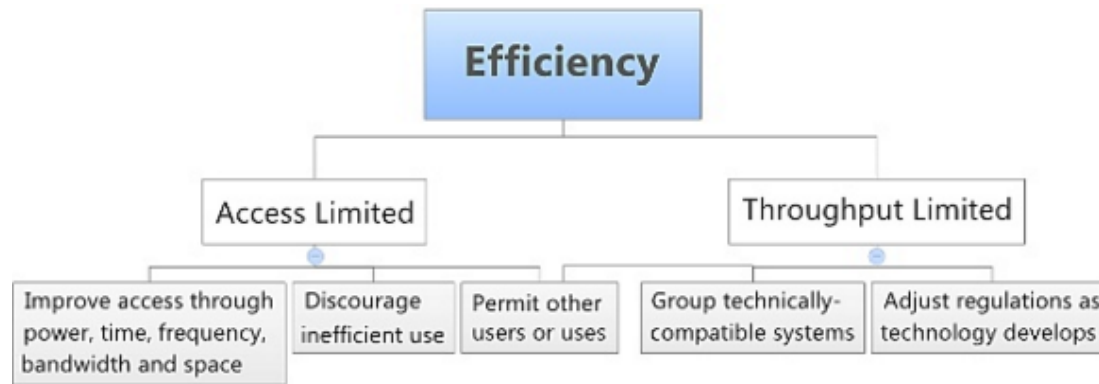 Efficiency
Access Limited
Throughput Limited
Improve access through
power, time, frequency,
bandwidth and space
Discourage
inefficient use
Permit other
users or uses
Group technically-
compatible systems
Adjust regulations as
technology develops